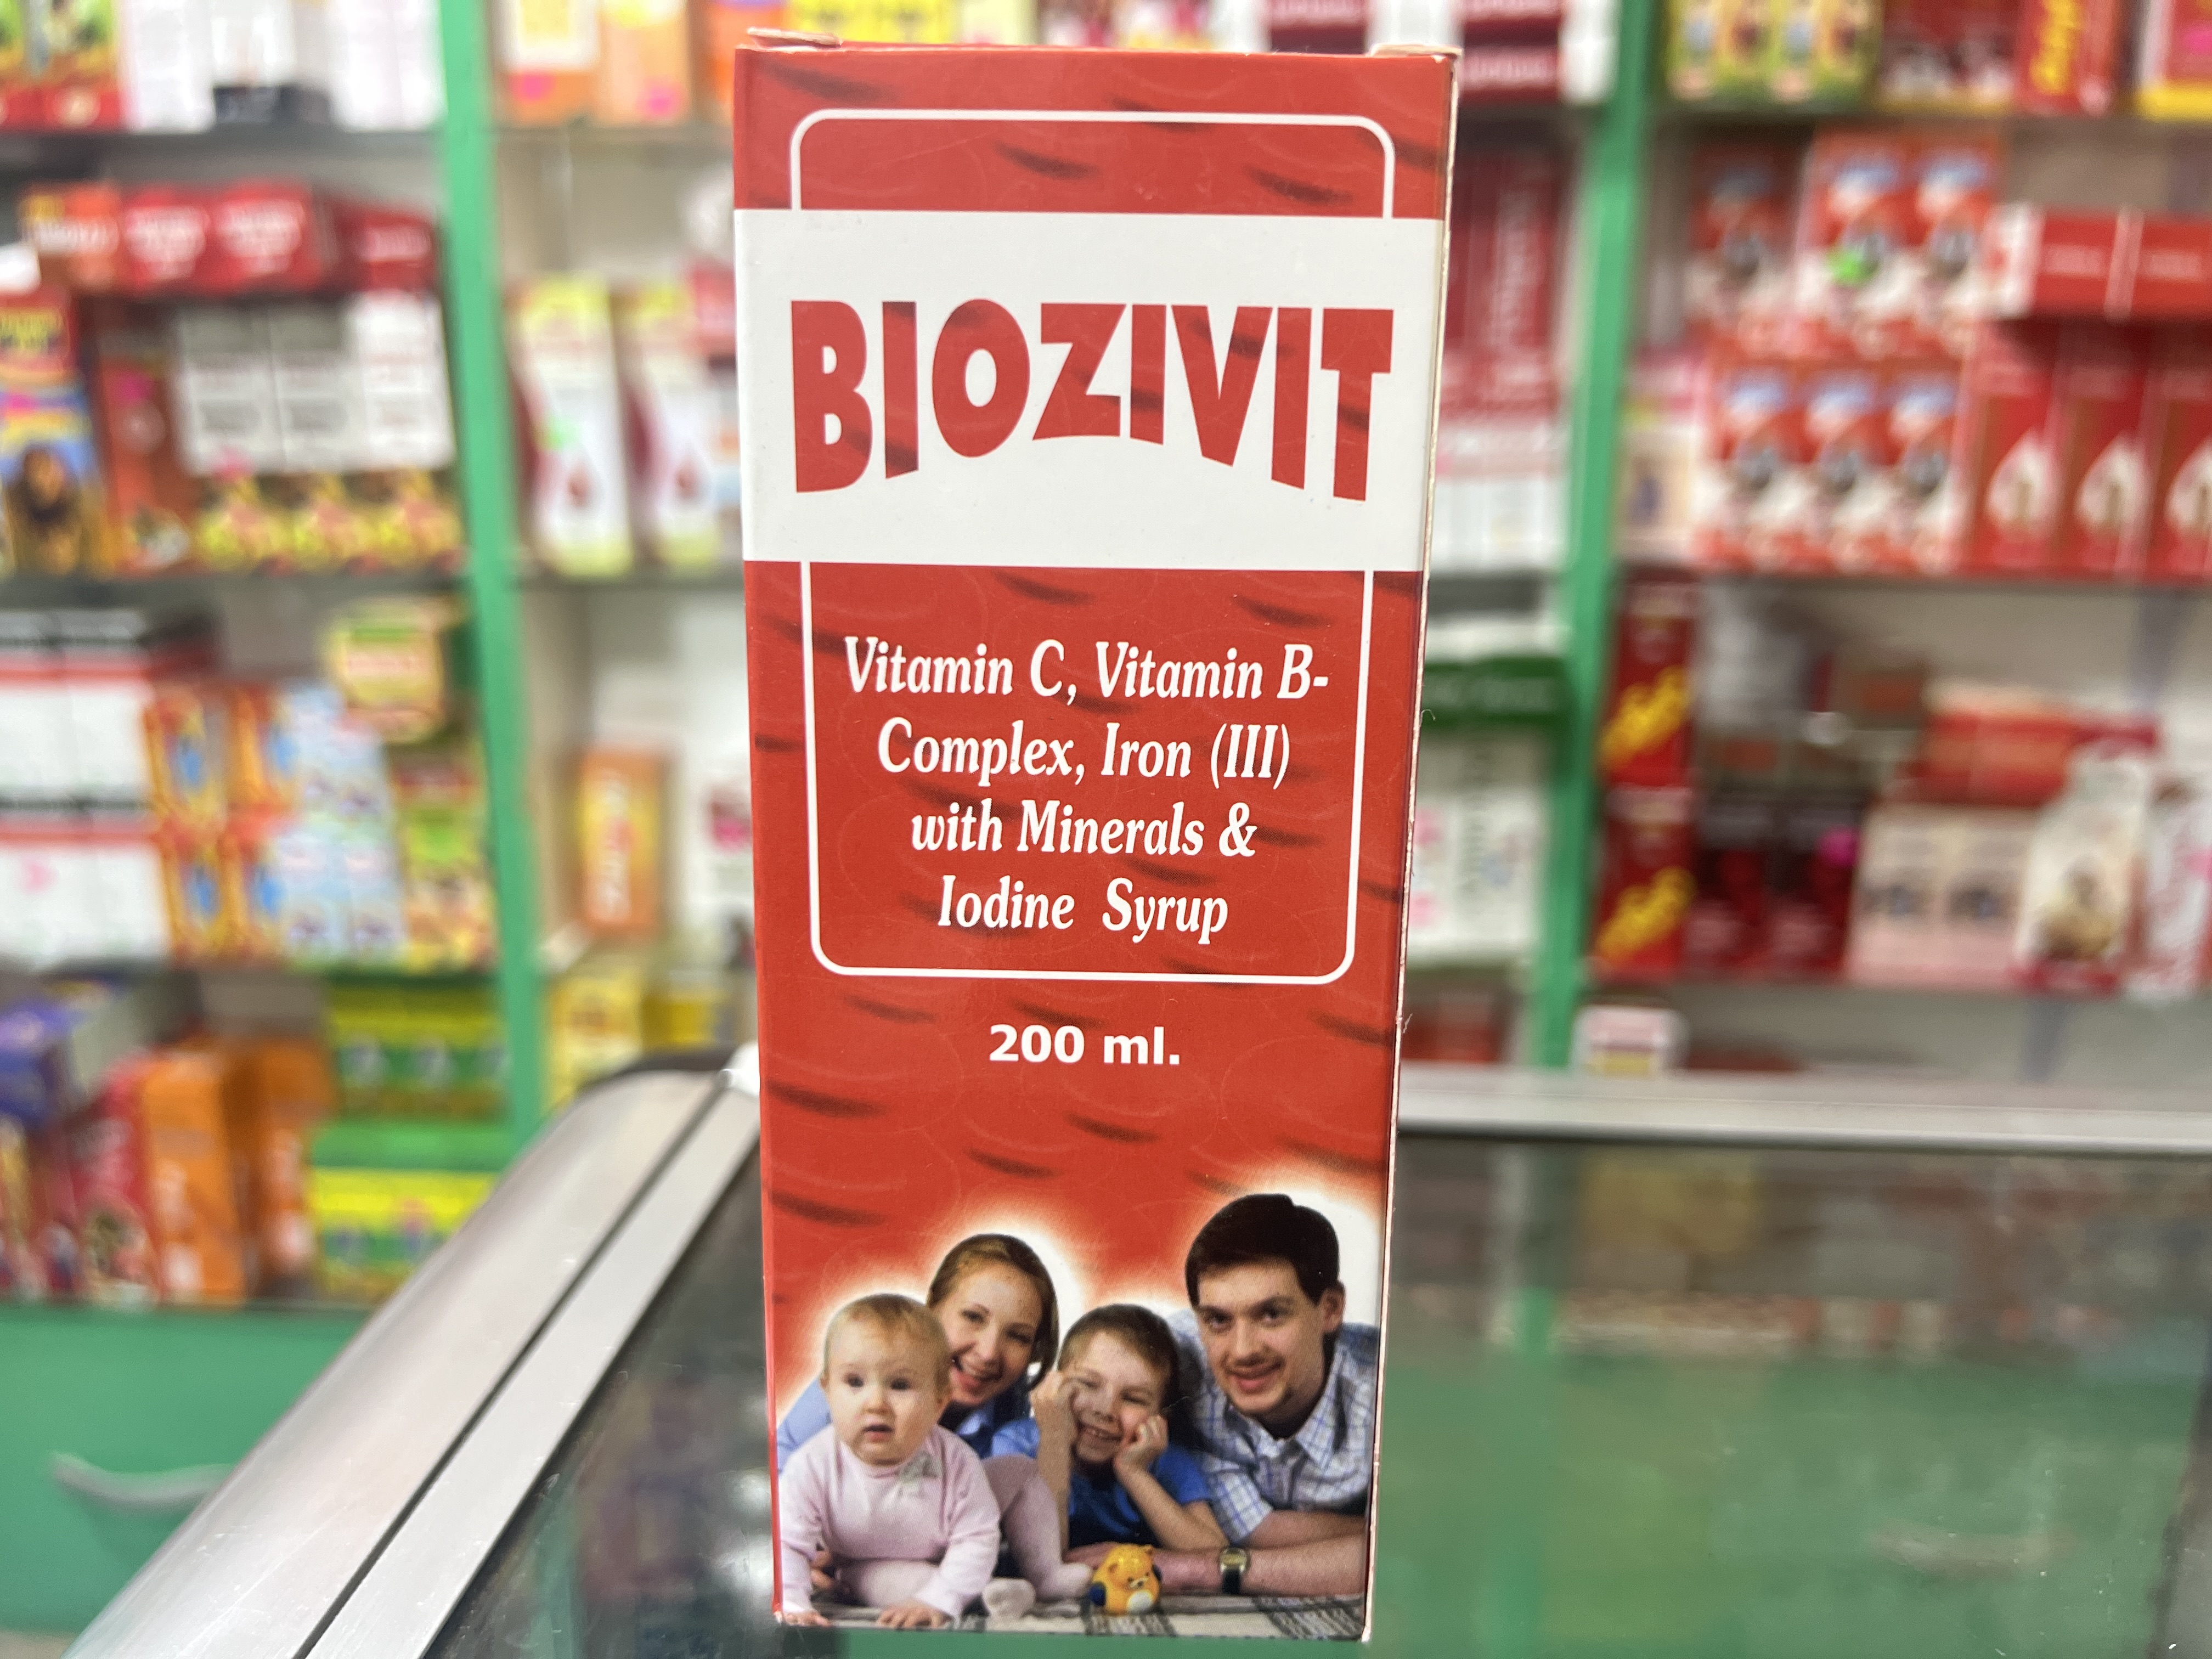 BIOZIVIT
Vitamin C, Vitamin B-
Complex, Iron (III)
with Minerals &
Iodine Syrup
200 ml.